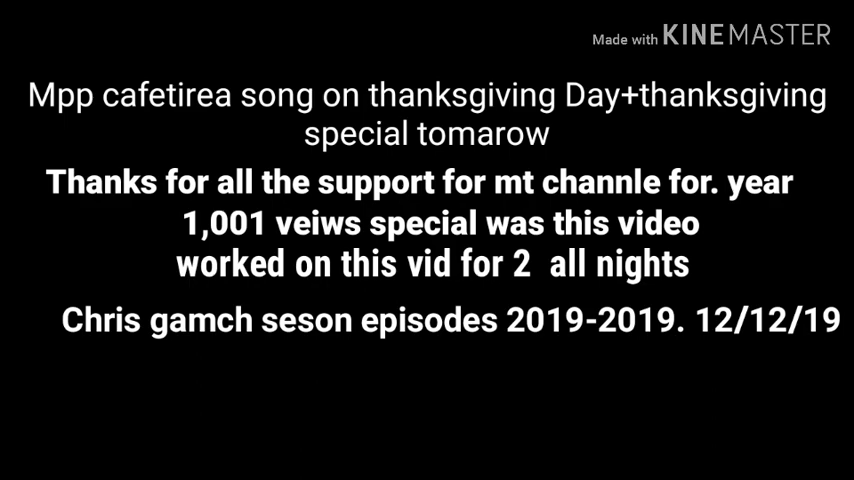 Made with KINEMASTER
Mpp cafetirea song on thanksgiving Day+thanksgiving
special tomarow
Thanks for all the support for mt channle for. year
1,001 veiws special was this video
worked on this vid for 2 all nights
Chris gamch seson episodes 2019-2019. 12/12/19